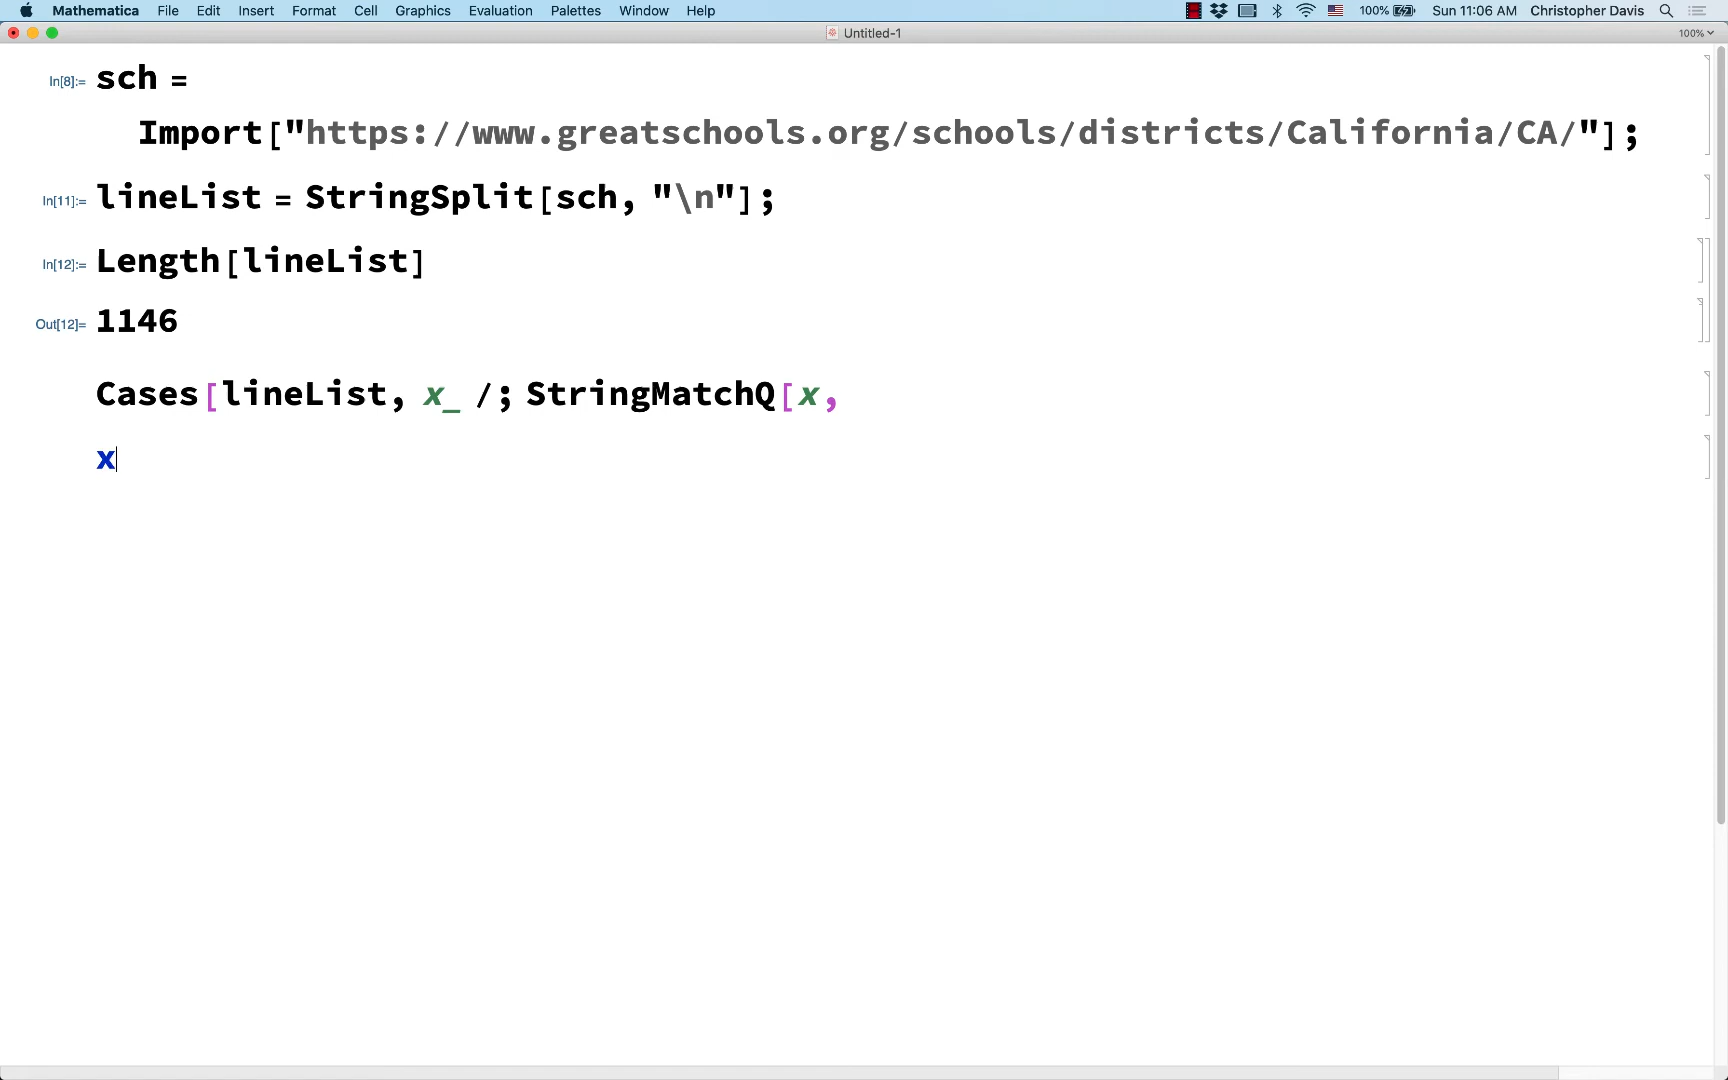 Mathematica File Edit Insert Format Cell Graphics Evaluation Palettes Window Help 100% Sun 11:06 AM Christopher Davis
Untitled-1 100%
In[8]:= sch =
Import["https://www.greatschools.org/schools/districts/California/CA/"];
In[11]:= lineList = StringSplit[sch, "\n"];
In[12]:= Length[lineList]
Out[12]= 1146
Cases[lineList, x_ /; StringMatchQ[x,
x